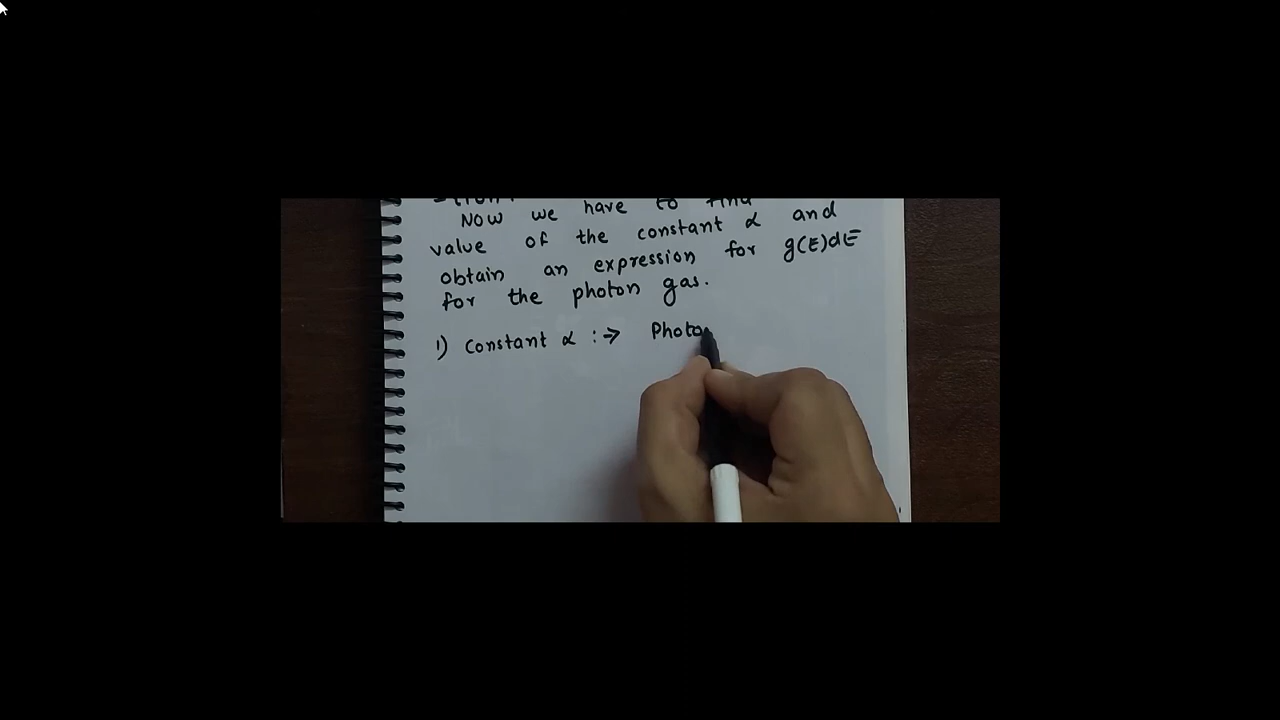 Now we have to find
value of the constant α and
obtain an expression for g(E)dE
for the photon gas.
1) Constant α :→ Photo